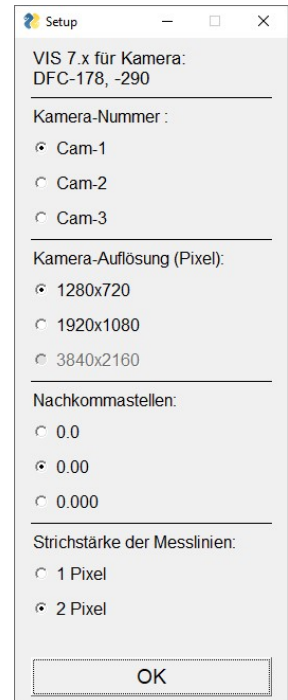 Setup
VIS 7.x für Kamera:
DFC-178, -290
Kamera-Nummer :
Cam-1
Cam-2
Cam-3
Kamera-Auflösung (Pixel):
1280x720
1920x1080
3840x2160
Nachkommastellen:
0.0
0.00
0.000
Strichstärke der Messlinien:
1 Pixel
2 Pixel
OK